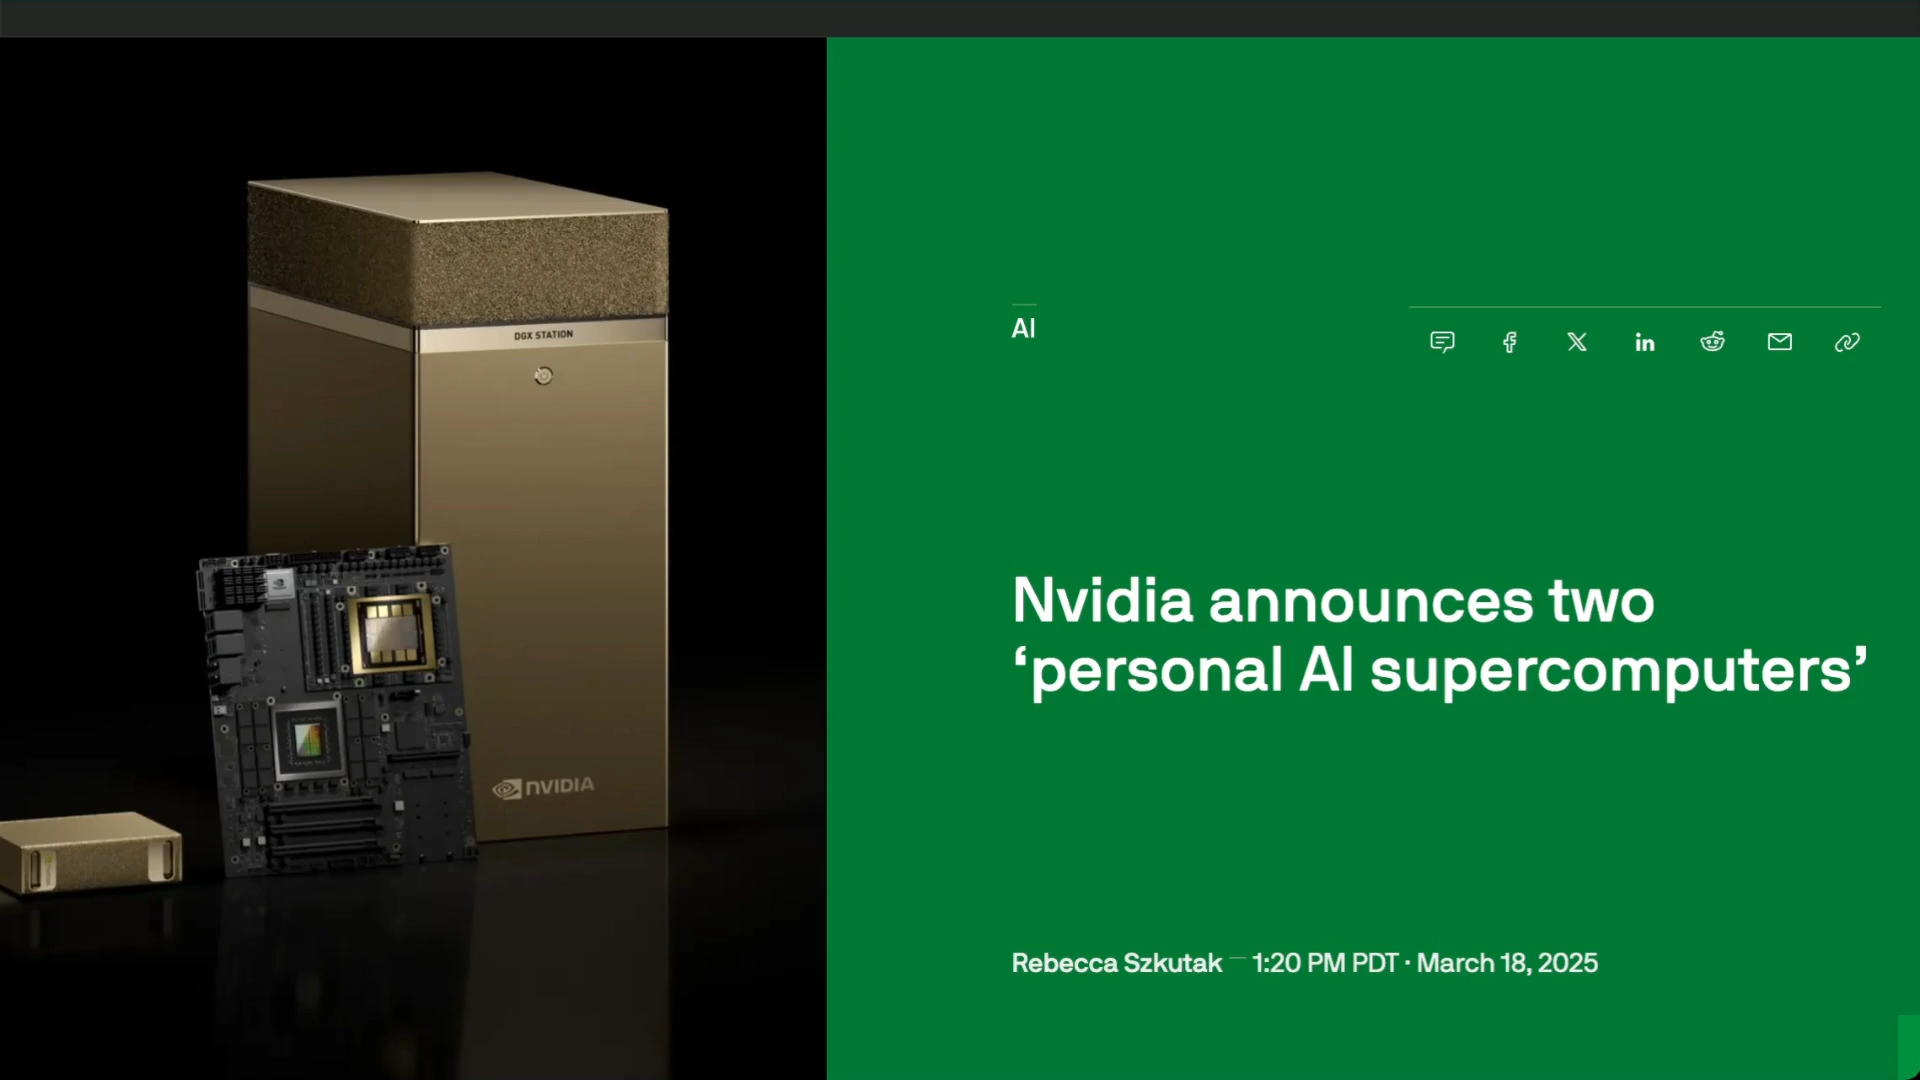 DGX STATION
NVIDIA
AI
Nvidia announces two
‘personal AI supercomputers’
Rebecca Szkutak — 1:20 PM PDT · March 18, 2025